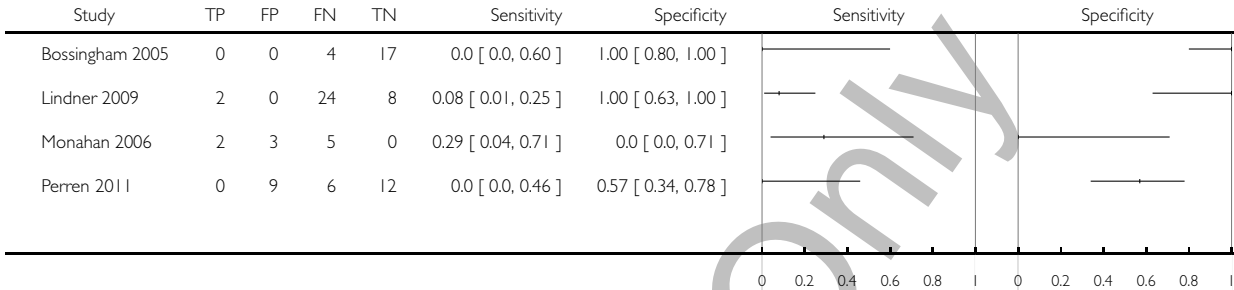 Study TP FP FN TN Sensitivity Specificity Sensitivity Specificity
Bossingham 2005 0 0 4 17 0.0 [ 0.0, 0.60 ] 1.00 [ 0.80, 1.00 ]
Lindner 2009 2 0 24 8 0.08 [ 0.01, 0.25 ] 1.00 [ 0.63, 1.00 ]
Monahan 2006 2 3 5 0 0.29 [ 0.04, 0.71 ] 0.0 [ 0.0, 0.71 ]
Perren 2011 0 9 6 12 0.0 [ 0.0, 0.46 ] 0.57 [ 0.34, 0.78 ]
0 0.2 0.4 0.6 0.8 1 0 0.2 0.4 0.6 0.8 1
Only